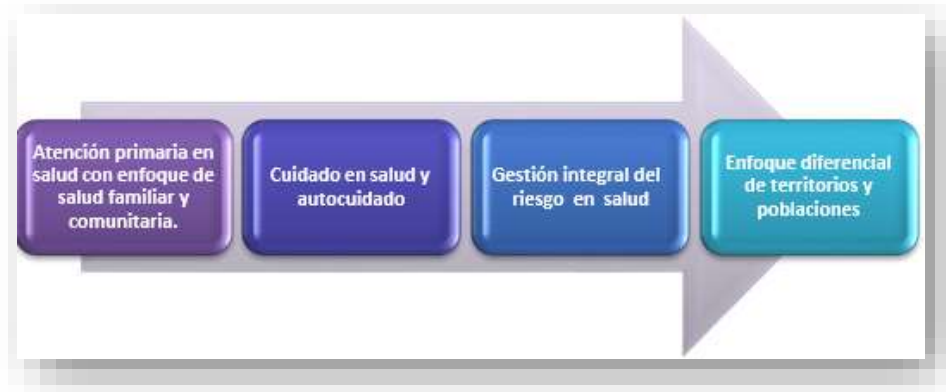 Atención primaria en
salud con enfoque de
salud familiar y
comunitaria.
Cuidado en salud y
autocuidado
Gestión integral del
riesgo en salud
Enfoque diferencial
de territorios y
poblaciones